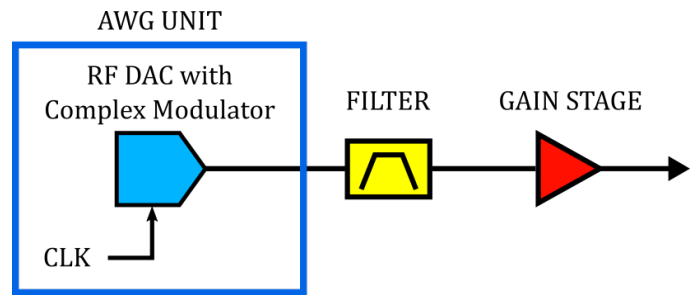 AWG UNIT
RF DAC with
Complex Modulator
FILTER
GAIN STAGE
CLK